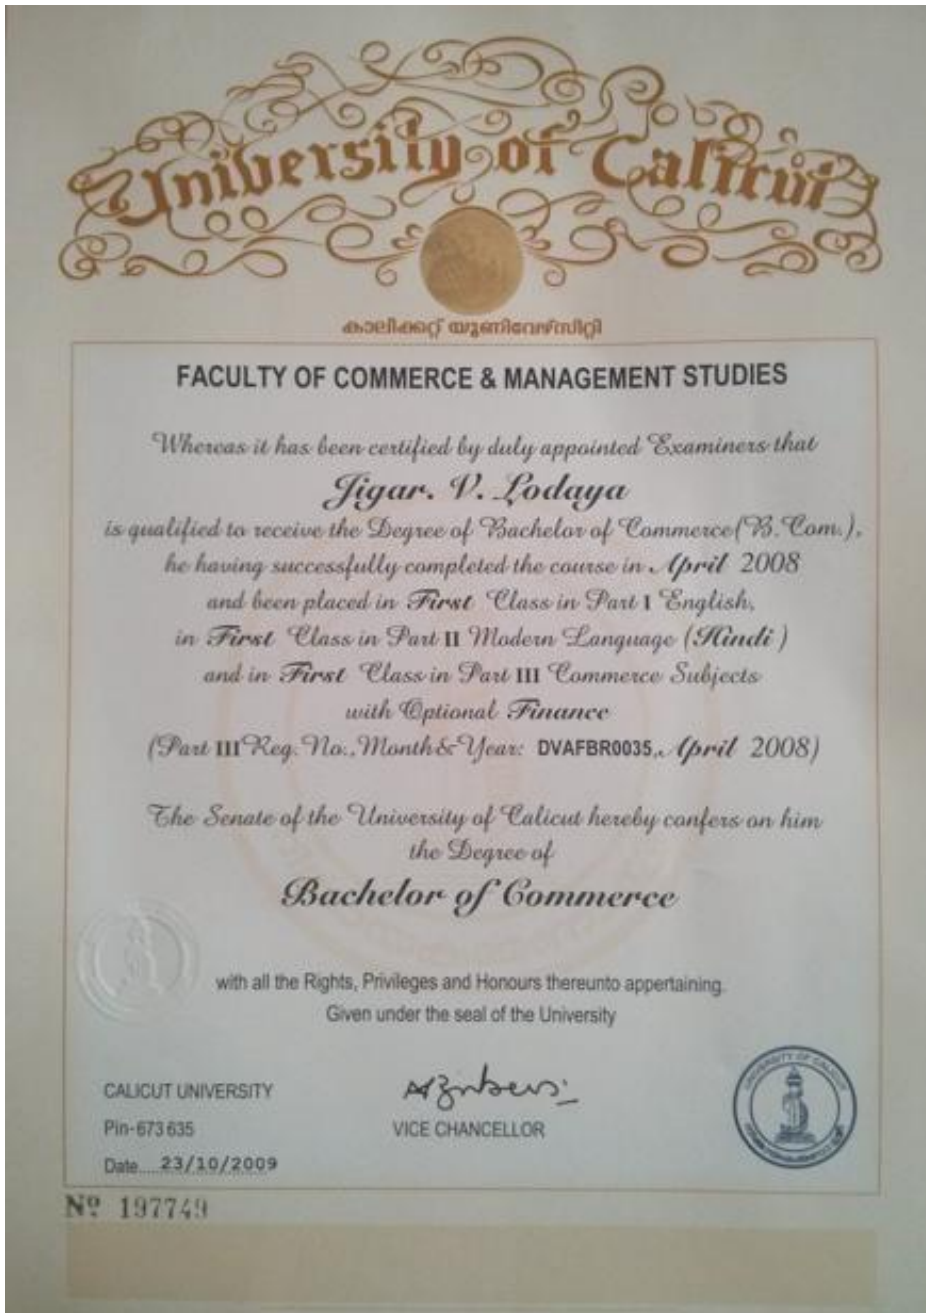 University of Calicut
കാലിക്കറ്റ് യൂണിവേഴ്സിറ്റി
FACULTY OF COMMERCE & MANAGEMENT STUDIES
Whereas it has been certified by duly appointed Examiners that
Jigar. V. Lodaya
is qualified to receive the Degree of Bachelor of Commerce (B. Com.),
he having successfully completed the course in April 2008
and been placed in First Class in Part I English,
in First Class in Part II Modern Language (Hindi)
and in First Class in Part III Commerce Subjects
with Optional Finance
(Part III Reg. No., Month & Year: DVAFBR0035, April 2008)
The Senate of the University of Calicut hereby confers on him
the Degree of
Bachelor of Commerce
with all the Rights, Privileges and Honours thereunto appertaining.
Given under the seal of the University
CALICUT UNIVERSITY
Pin-673 635
Date....23/10/2009
VICE CHANCELLOR
UNIVERSITY OF CALICUT
Nº 197749